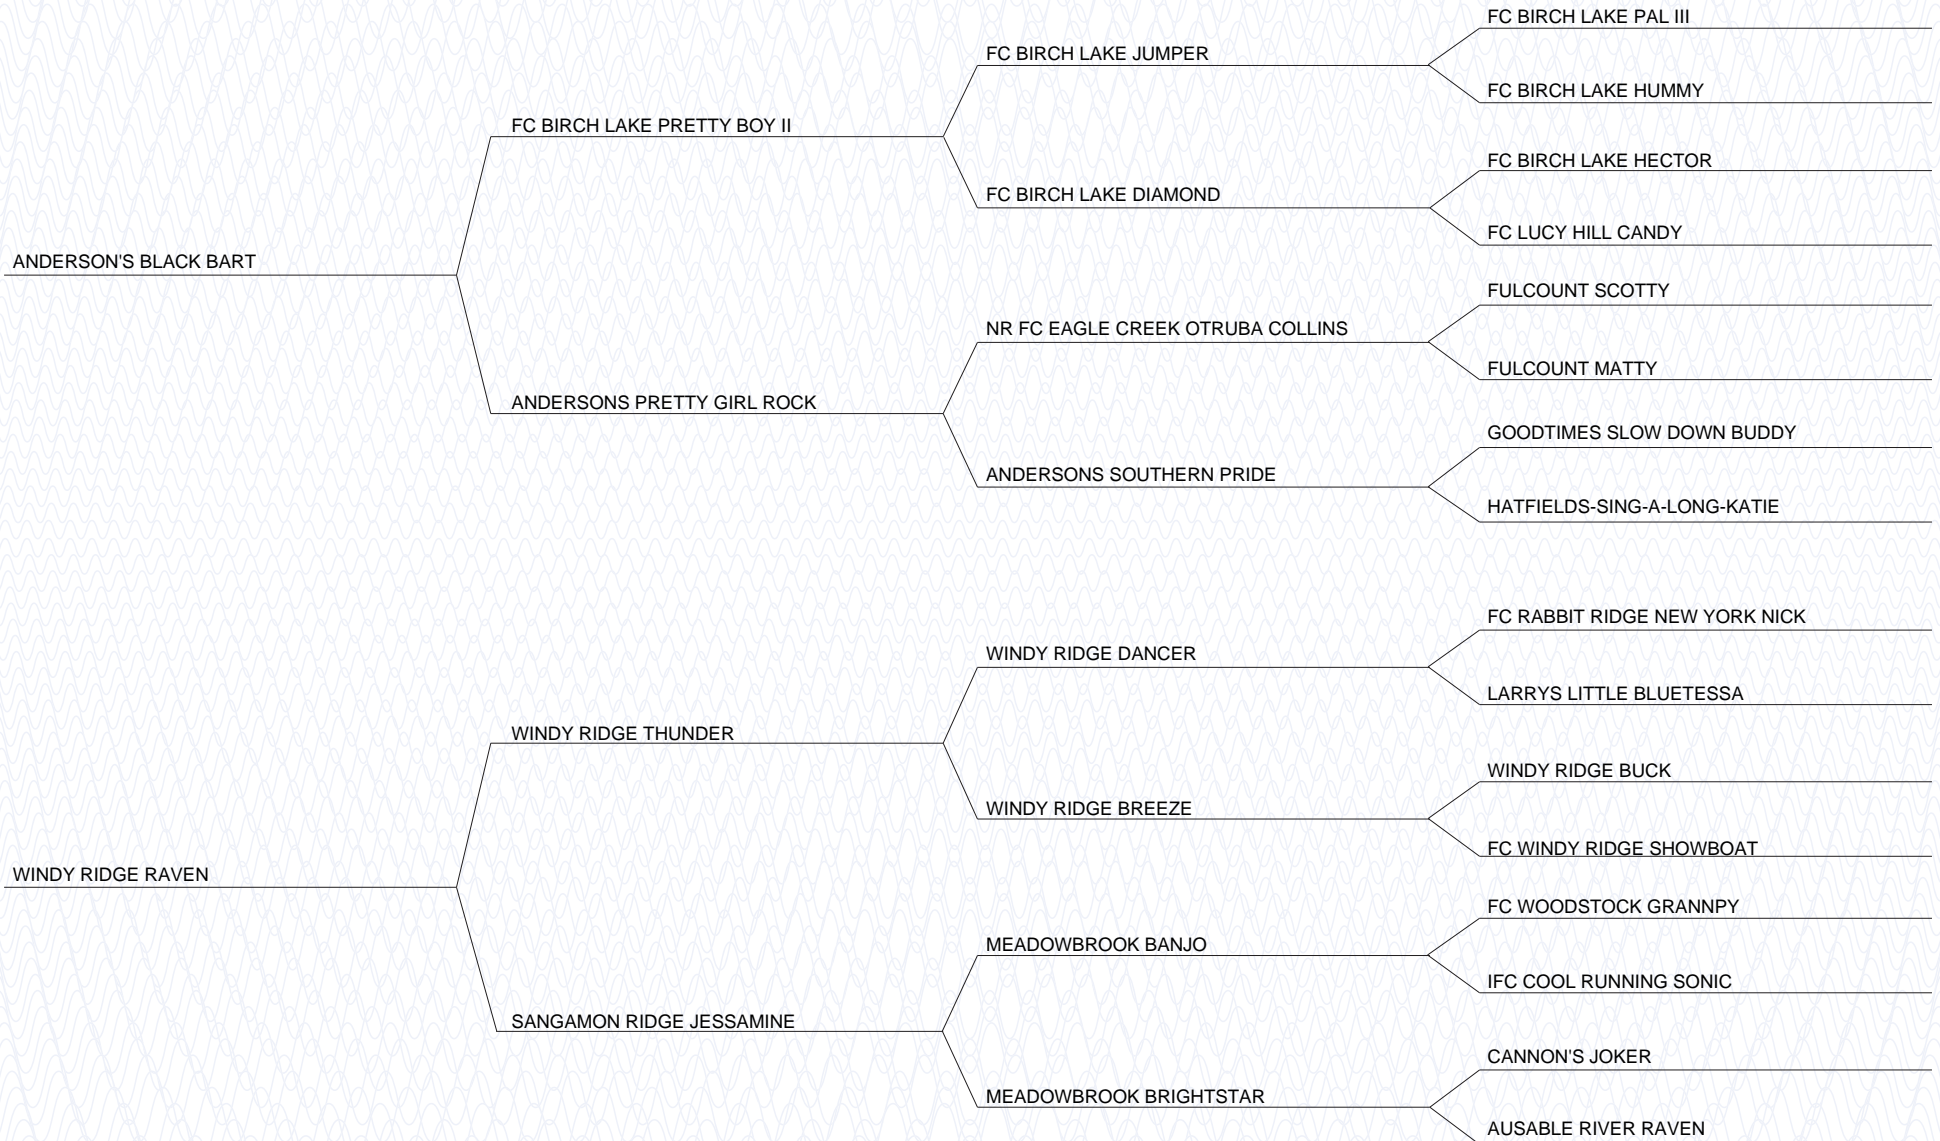 FC BIRCH LAKE PAL III
FC BIRCH LAKE JUMPER
FC BIRCH LAKE HUMMY
FC BIRCH LAKE PRETTY BOY II
FC BIRCH LAKE HECTOR
FC BIRCH LAKE DIAMOND
FC LUCY HILL CANDY
ANDERSON'S BLACK BART
FULCOUNT SCOTTY
NR FC EAGLE CREEK OTRUBA COLLINS
FULCOUNT MATTY
ANDERSONS PRETTY GIRL ROCK
GOODTIMES SLOW DOWN BUDDY
ANDERSONS SOUTHERN PRIDE
HATFIELDS-SING-A-LONG-KATIE
FC RABBIT RIDGE NEW YORK NICK
WINDY RIDGE DANCER
LARRYS LITTLE BLUETESSA
WINDY RIDGE THUNDER
WINDY RIDGE BUCK
WINDY RIDGE BREEZE
FC WINDY RIDGE SHOWBOAT
WINDY RIDGE RAVEN
FC WOODSTOCK GRANNPY
MEADOWBROOK BANJO
IFC COOL RUNNING SONIC
SANGAMON RIDGE JESSAMINE
CANNON'S JOKER
MEADOWBROOK BRIGHTSTAR
AUSABLE RIVER RAVEN